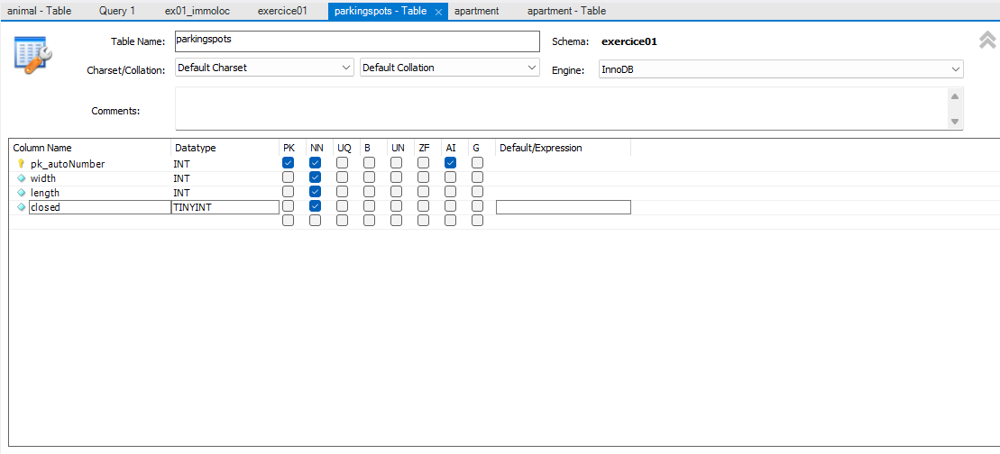 animal - Table Query 1 ex01_immoloc exercice01 parkingspots - Table apartment apartment - Table
Table Name: parkingspots Schema: exercice01
Charset/Collation: Default Charset Default Collation Engine: InnoDB
Comments:
Column Name Datatype PK NN UQ B UN ZF AI G Default/Expression
pk_autoNumber INT
width INT
length INT
closed TINYINT